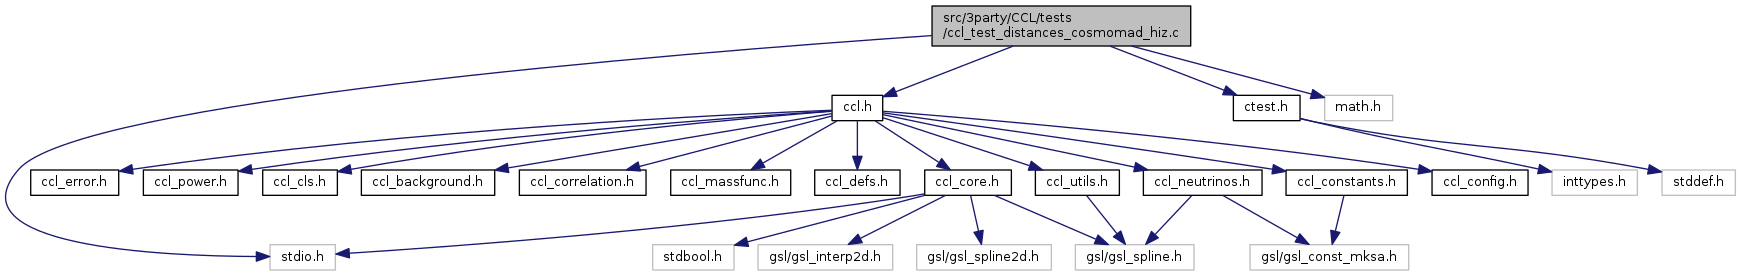 src/3party/CCL/tests
/ccl_test_distances_cosmomad_hiz.c
ccl.h
ctest.h
math.h
ccl_error.h
ccl_power.h
ccl_cls.h
ccl_background.h
ccl_correlation.h
ccl_massfunc.h
ccl_defs.h
ccl_core.h
ccl_utils.h
ccl_neutrinos.h
ccl_constants.h
ccl_config.h
inttypes.h
stddef.h
stdio.h
stdbool.h
gsl/gsl_interp2d.h
gsl/gsl_spline2d.h
gsl/gsl_spline.h
gsl/gsl_const_mksa.h